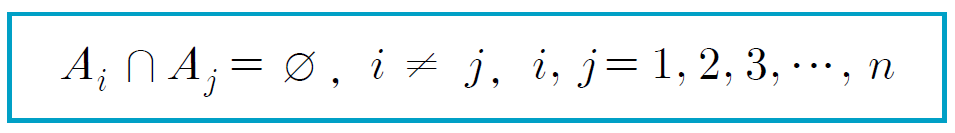 A_i ∩ A_j = ∅ , i ≠ j, i, j = 1, 2, 3, ⋯, n